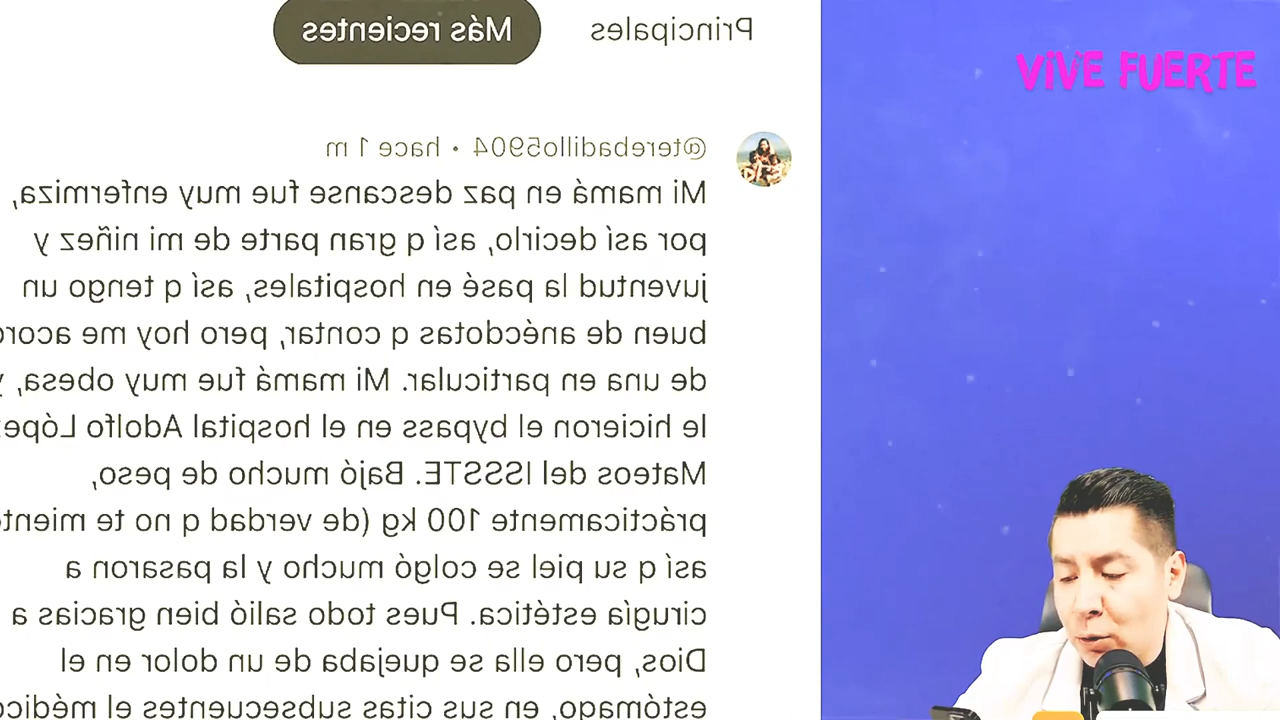 Principales
Más recientes
VIVE FUERTE
@terebadillo5904 • hace 1 m
Mi mamá en paz descanse fue muy enfermiza,
por así decirlo, así q gran parte de mi niñez y
juventud la pasé en hospitales, así q tengo un
buen de anécdotas q contar, pero hoy me
de una en particular. Mi mamá fue muy obesa, y
le hicieron el bypass en el hospital Adolfo
Mateos del ISSSTE. Bajó mucho de peso,
prácticamente 100 kg (de verdad q no te
así q su piel se colgó mucho y la pasaron a
cirugía estética. Pues todo salió bien gracias a
Dios, pero ella se quejaba de un dolor en el
estómago, en sus citas subsecuentes el